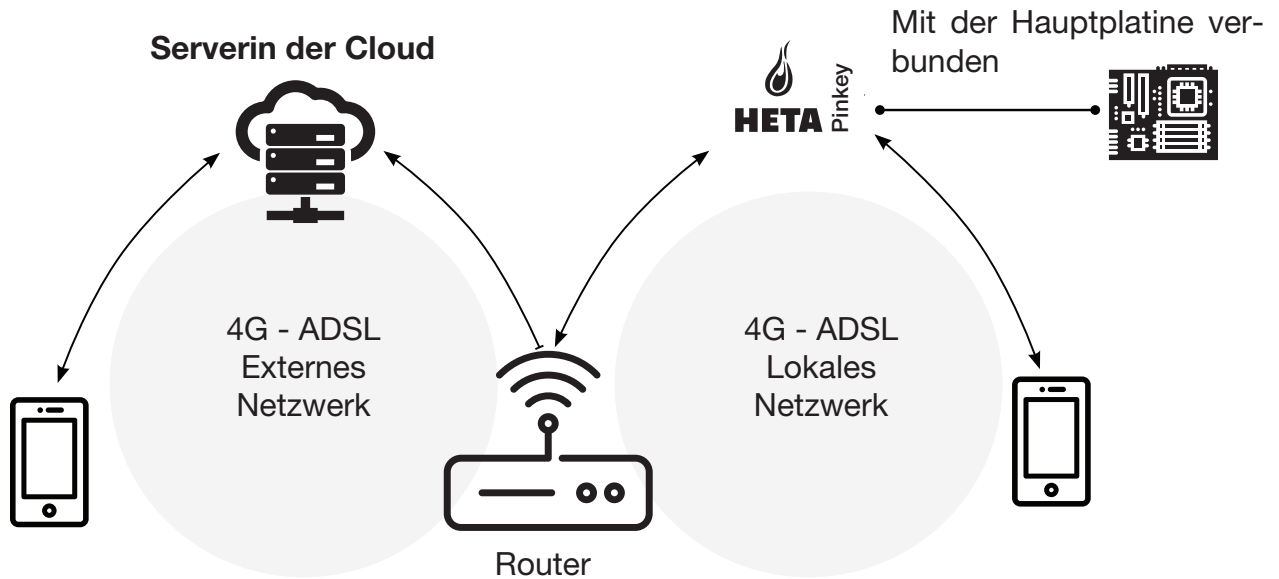 Serverin der Cloud
HETA
Pinkey
Mit der Hauptplatine ver-
bunden
4G - ADSL
Externes
Netzwerk
4G - ADSL
Lokales
Netzwerk
Router